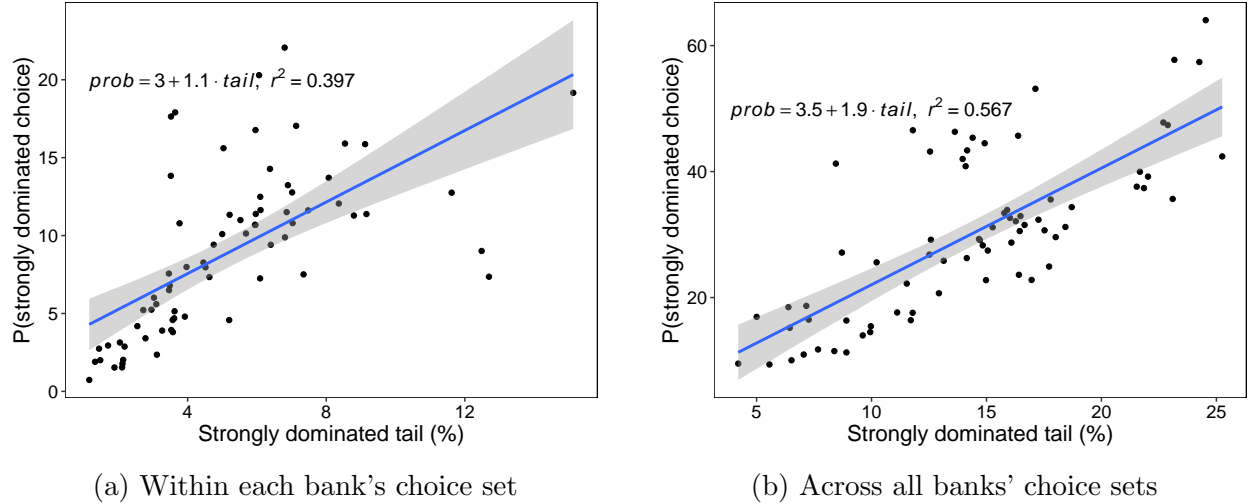 prob = 3 + 1.1 · tail, r² = 0.397
20
15
10
5
0
P(strongly dominated choice)
4
8
12
Strongly dominated tail (%)
(a) Within each bank's choice set
prob = 3.5 + 1.9 · tail, r² = 0.567
60
40
20
P(strongly dominated choice)
5
10
15
20
25
Strongly dominated tail (%)
(b) Across all banks' choice sets